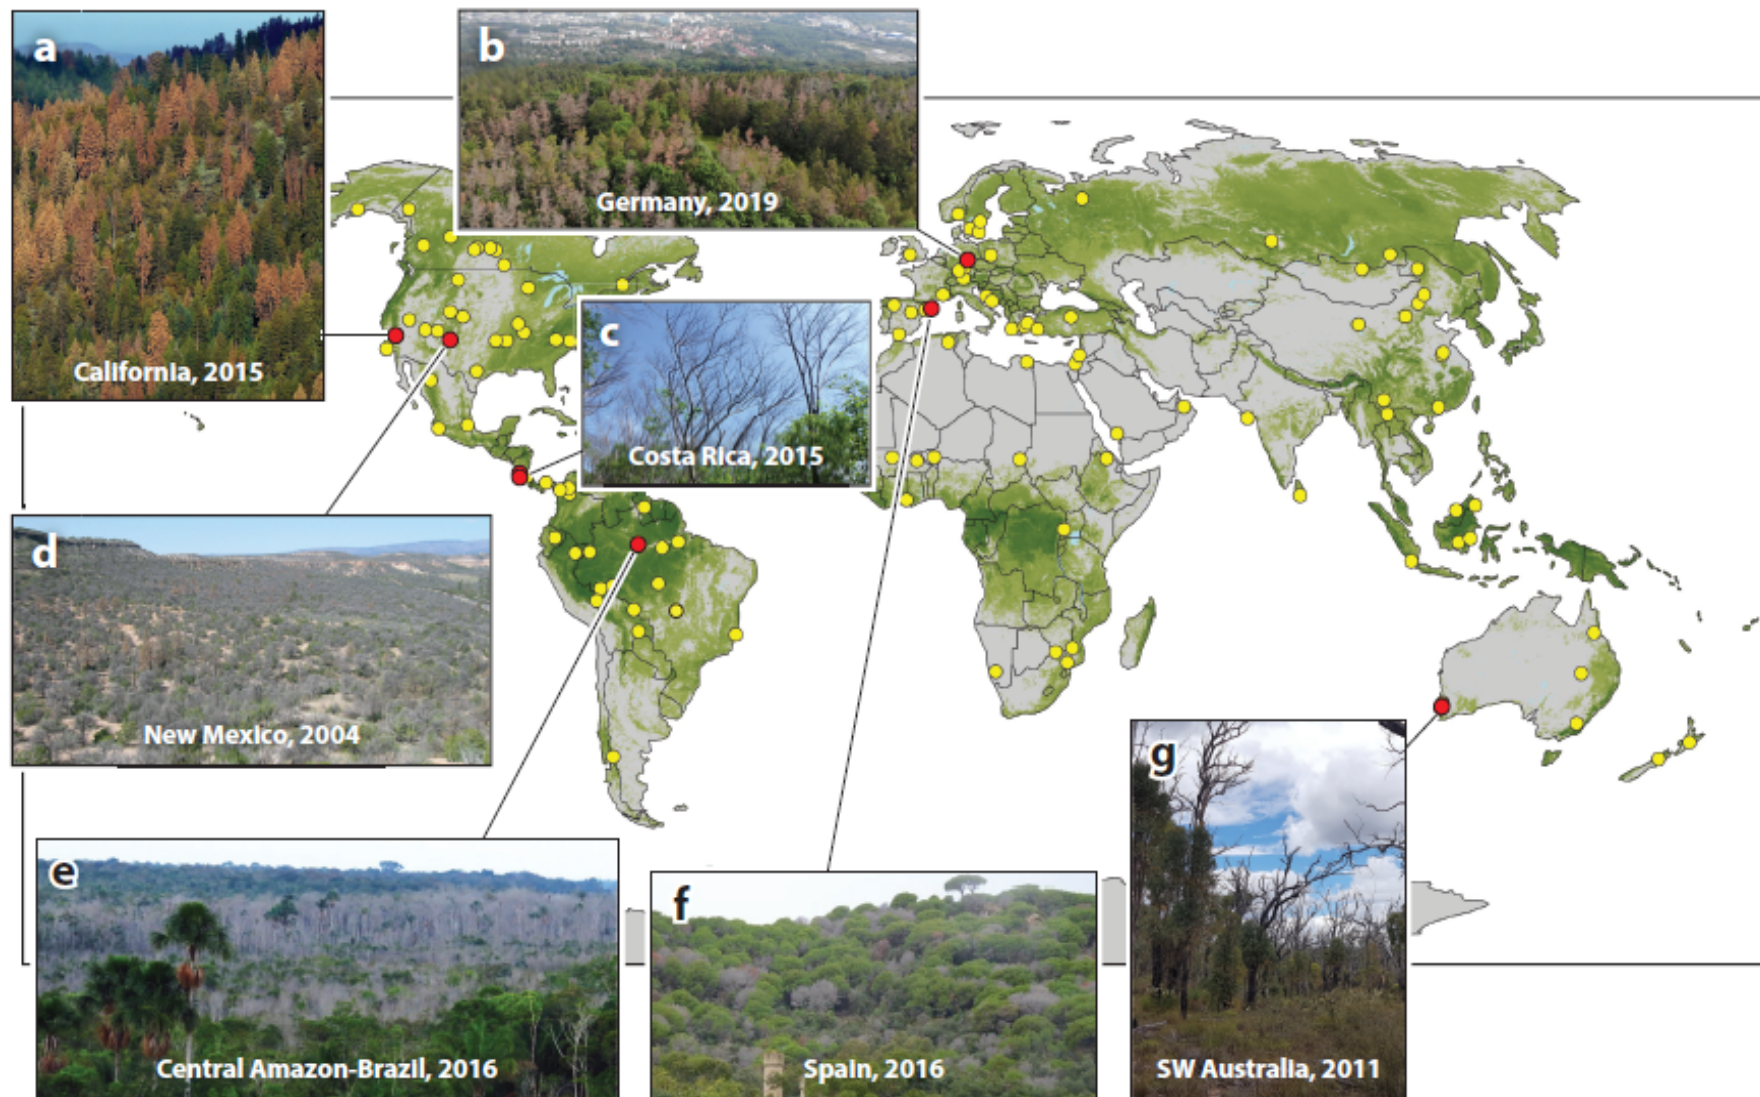 a
California, 2015
b
Germany, 2019
c
Costa Rica, 2015
d
New Mexico, 2004
e
Central Amazon-Brazil, 2016
f
Spain, 2016
g
SW Australia, 2011